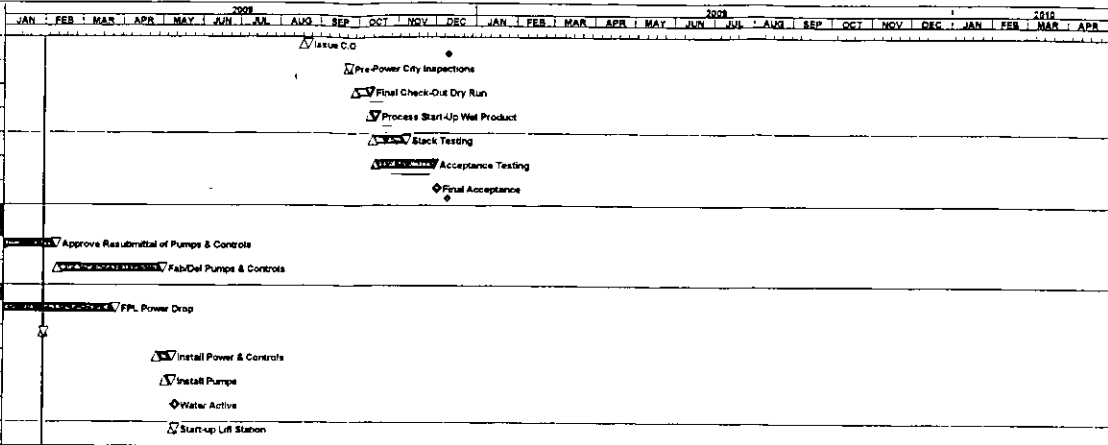 2008 2009 2010
JAN FEB MAR APR MAY JUN JUL AUG SEP OCT NOV DEC JAN FEB MAR APR MAY JUN JUL AUG SEP OCT NOV DEC JAN FEB MAR APR
Issue C.O
Pre-Power City Inspections
Final Check-Out Dry Run
Process Start-Up Wet Product
Stack Testing
Acceptance Testing
Final Acceptance
Approve Resubmittal of Pumps & Controls
Fab/Del Pumps & Controls
FPL Power Drop
Install Power & Controls
Install Pumps
Water Active
Start-up Lift Station